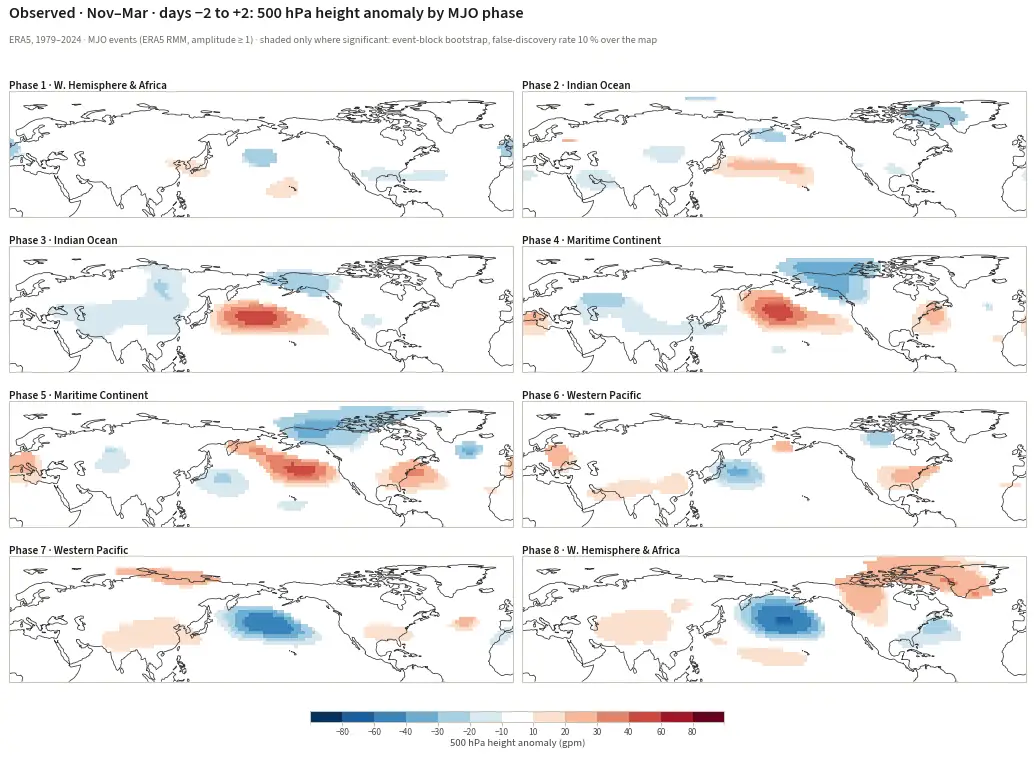 Observed · Nov–Mar · days −2 to +2: 500 hPa height anomaly by MJO phase
ERA5, 1979–2024 · MJO events (ERA5 RMM, amplitude ≥ 1) · shaded only where significant: event-block bootstrap, false-discovery rate 10 % over the map
Phase 1 · W. Hemisphere & Africa
Phase 2 · Indian Ocean
Phase 3 · Indian Ocean
Phase 4 · Maritime Continent
Phase 5 · Maritime Continent
Phase 6 · Western Pacific
Phase 7 · Western Pacific
Phase 8 · W. Hemisphere & Africa
−80 −60 −40 −30 −20 −10 10 20 30 40 60 80
500 hPa height anomaly (gpm)